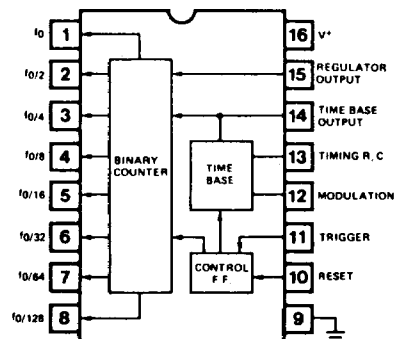 f0 1
f0/2 2
f0/4 3
f0/8 4
f0/16 5
f0/32 6
f0/64 7
f0/128 8
BINARY
COUNTER
TIME
BASE
CONTROL
F.F.
16 V+
15 REGULATOR
OUTPUT
14 TIME BASE
OUTPUT
13 TIMING R, C
12 MODULATION
11 TRIGGER
10 RESET
9